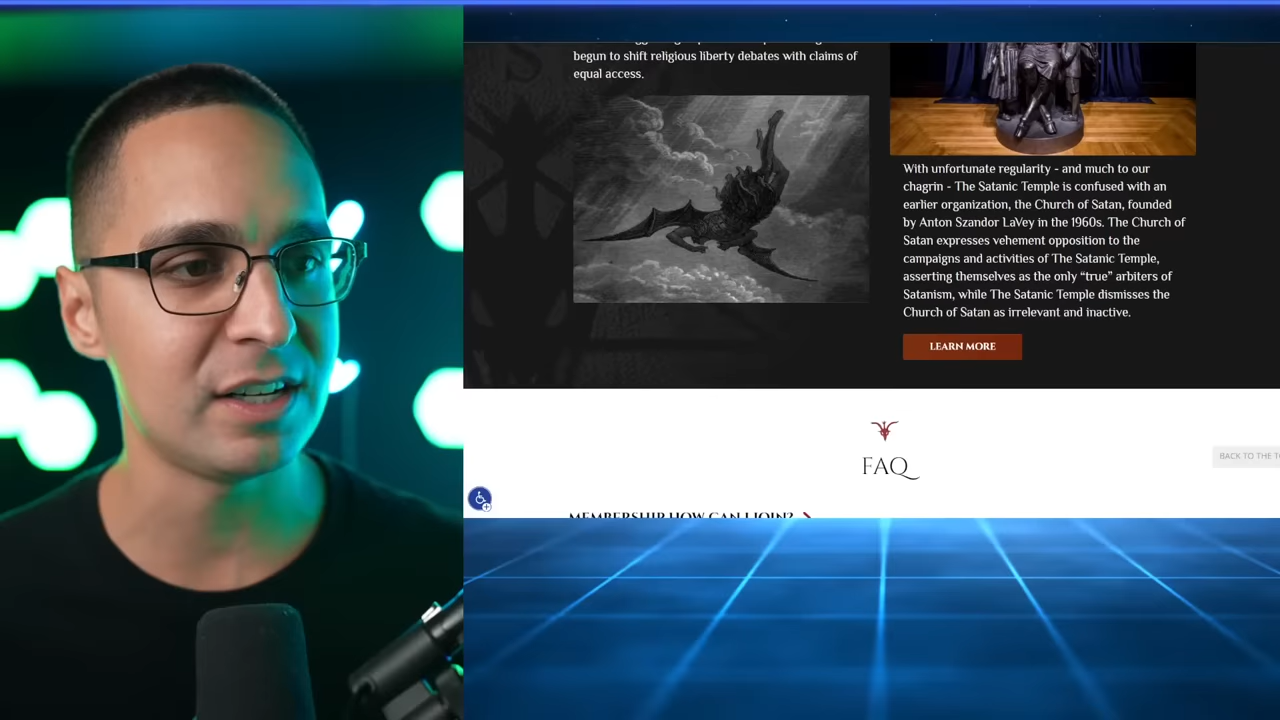 begun to shift religious liberty debates with claims of
equal access.
With unfortunate regularity - and much to our
chagrin - The Satanic Temple is confused with an
earlier organization, the Church of Satan, founded
by Anton Szandor LaVey in the 1960s. The Church of
Satan expresses vehement opposition to the
campaigns and activities of The Satanic Temple,
asserting themselves as the only “true” arbiters of
Satanism, while The Satanic Temple dismisses the
Church of Satan as irrelevant and inactive.
LEARN MORE
FAQ
BACK TO THE
MEMBERSHIP HOW CAN I JOIN?